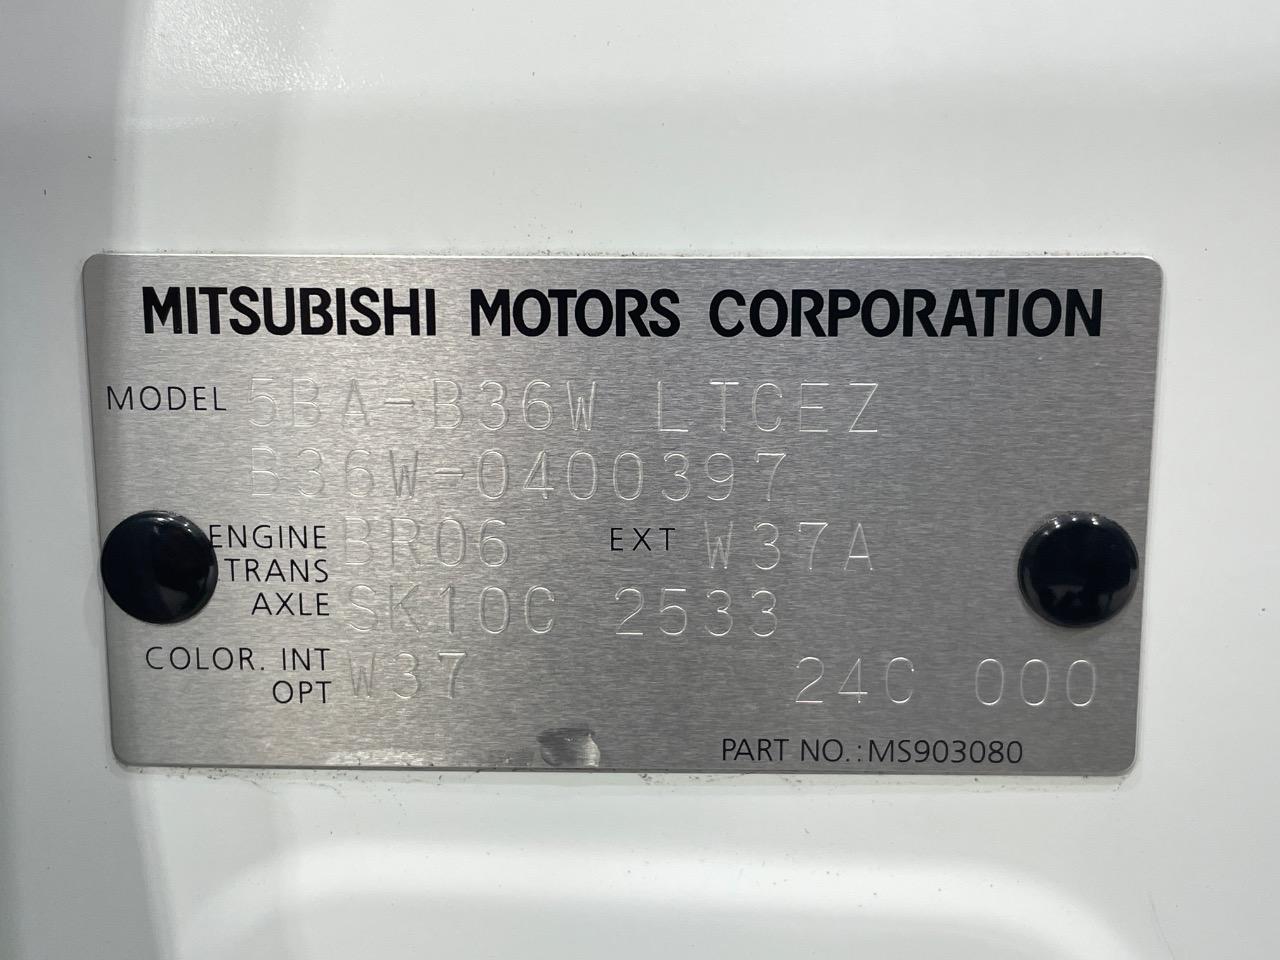 MITSUBISHI MOTORS CORPORATION
MODEL 5BA-B36W LTCEZ
B36W-0400397
ENGINE BR06 EXT W37A
TRANS
AXLE SK10C 2533
COLOR. INT W37 24C 000
OPT
PART NO.: MS903080